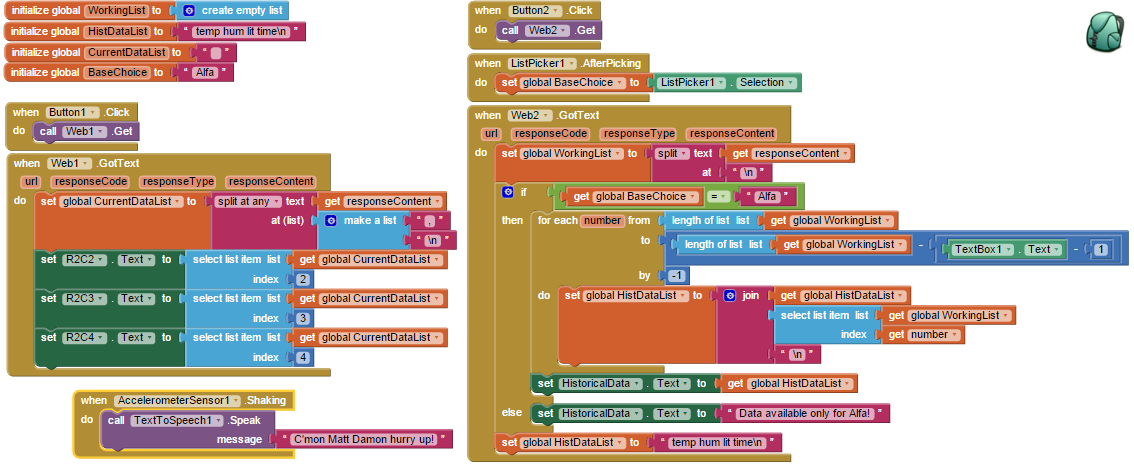 initialize global WorkingList to create empty list
initialize global HistDataList to " temp hum lit time\n "
initialize global CurrentDataList to "  "
initialize global BaseChoice to " Alfa "
when Button1 .Click
do call Web1 .Get
when Web1 .GotText
url responseCode responseType responseContent
do set global CurrentDataList to split at any text get responseContent
at (list) make a list " , "
" \n "
set R2C2 . Text to select list item list get global CurrentDataList
index 2
set R2C3 . Text to select list item list get global CurrentDataList
index 3
set R2C4 . Text to select list item list get global CurrentDataList
index 4
when AccelerometerSensor1 .Shaking
do call TextToSpeech1 .Speak
message " C'mon Matt Damon hurry up! "
when Button2 .Click
do call Web2 .Get
when ListPicker1 .AfterPicking
do set global BaseChoice to ListPicker1 . Selection
when Web2 .GotText
url responseCode responseType responseContent
do set global WorkingList to split text get responseContent
at " \n "
if get global BaseChoice = " Alfa "
then for each number from length of list list get global WorkingList
to length of list list get global WorkingList - TextBox1 . Text - 1
by -1
do set global HistDataList to join get global HistDataList
select list item list get global WorkingList
index get number
" \n "
set HistoricalData . Text to get global HistDataList
else set HistoricalData . Text to " Data available only for Alfa! "
set global HistDataList to " temp hum lit time\n "